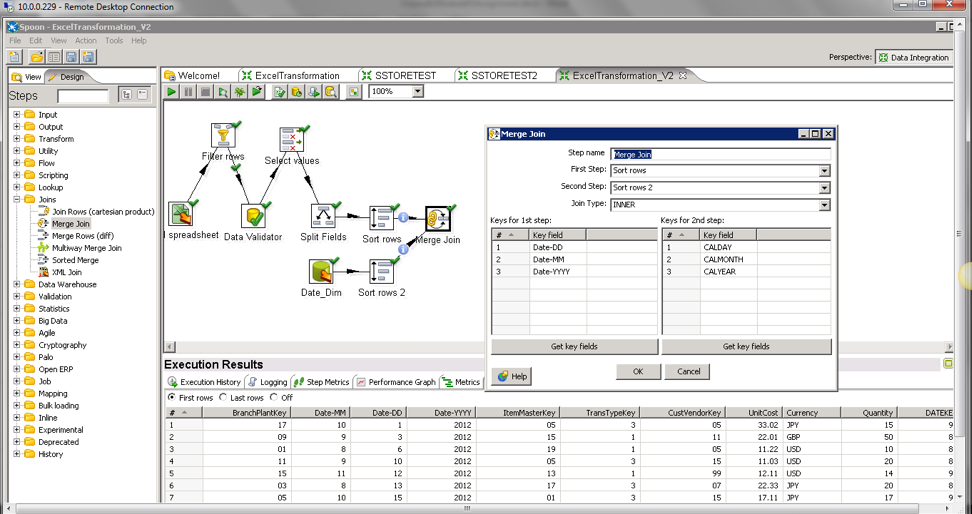 10.0.0.229 - Remote Desktop Connection
Spoon - ExcelTransformation_V2
File Edit View Action Tools Help
Perspective: Data Integration
View Design
Welcome! ExcelTransformation SSTORETEST SSTORETEST2 ExcelTransformation_V2
Steps
100%
Input
Output
Transform
Utility
Flow
Scripting
Lookup
Joins
Join Rows (cartesian product)
Merge Join
Merge Rows (diff)
Multiway Merge Join
Sorted Merge
XML Join
Data Warehouse
Validation
Statistics
Big Data
Agile
Cryptography
Palo
Open ERP
Job
Mapping
Bulk loading
Inline
Experimental
Deprecated
History
Filter rows
Select values
l spreadsheet
Data Validator
Split Fields
Sort rows
Merge Join
Date_Dim
Sort rows 2
Merge Join
Step name Merge Join
First Step: Sort rows
Second Step: Sort rows 2
Join Type: INNER
Keys for 1st step: Keys for 2nd step:
# Key field # Key field
1 Date-DD 1 CALDAY
2 Date-MM 2 CALMONTH
3 Date-YYYY 3 CALYEAR
Get key fields Get key fields
Help OK Cancel
Execution Results
Execution History Logging Step Metrics Performance Graph Metrics
First rows Last rows Off
# BranchPlantKey Date-MM Date-DD Date-YYYY ItemMasterKey TransTypeKey CustVendorKey UnitCost Currency Quantity DATEKE
1 17 10 1 2012 05 3 05 33.02 JPY 15 9
2 09 9 3 2012 15 1 11 22.01 GBP 50 8
3 01 8 6 2012 19 1 05 11.22 USD 10 8
4 11 9 10 2012 05 3 15 11.03 USD 20 8
5 15 11 12 2012 13 1 99 12.11 USD 14 9
6 03 8 13 2012 17 3 07 22.33 JPY 20 8
7 05 10 15 2012 01 3 15 17.11 JPY 17 9